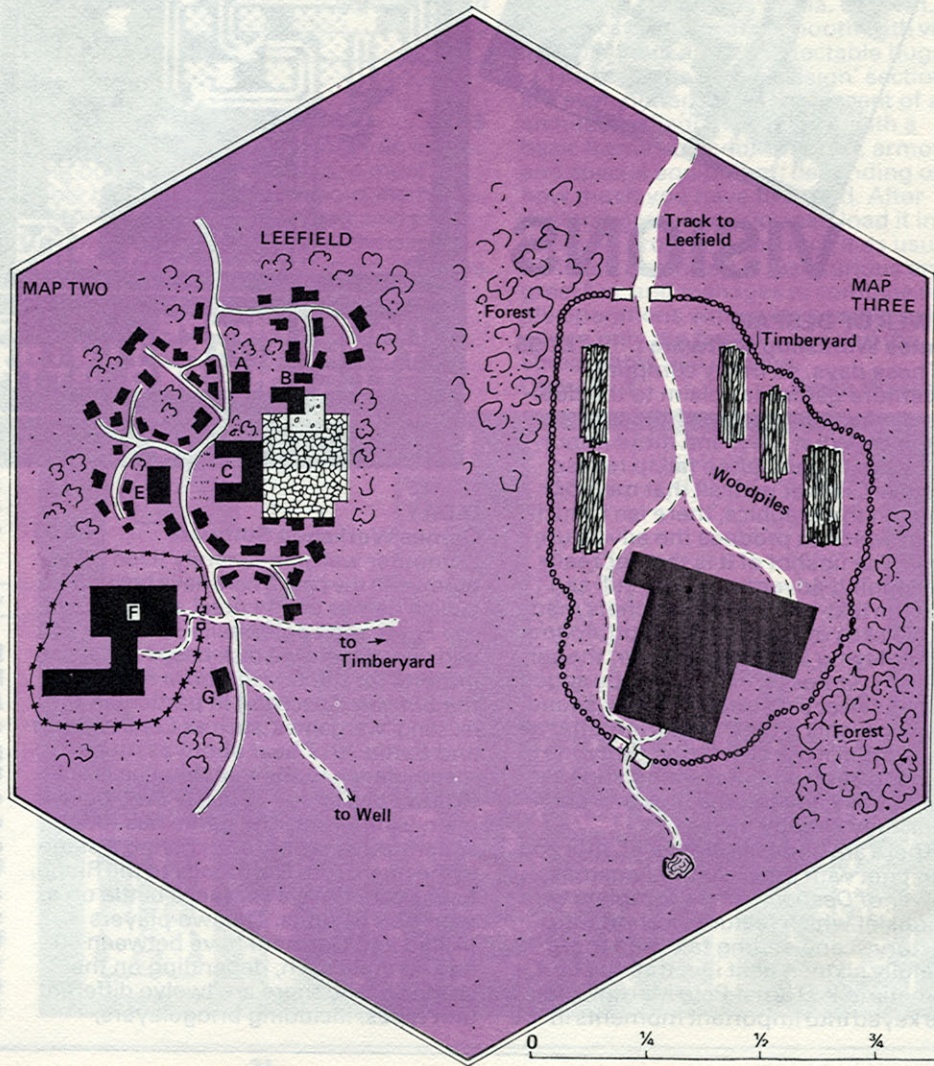 LEEFIELD
MAP TWO
A
B
C
D
E
F
G
to →
Timberyard
to Well
Track to
Leefield
MAP
THREE
Forest
Timberyard
Woodpiles
Forest
0 ¼ ½ ¾